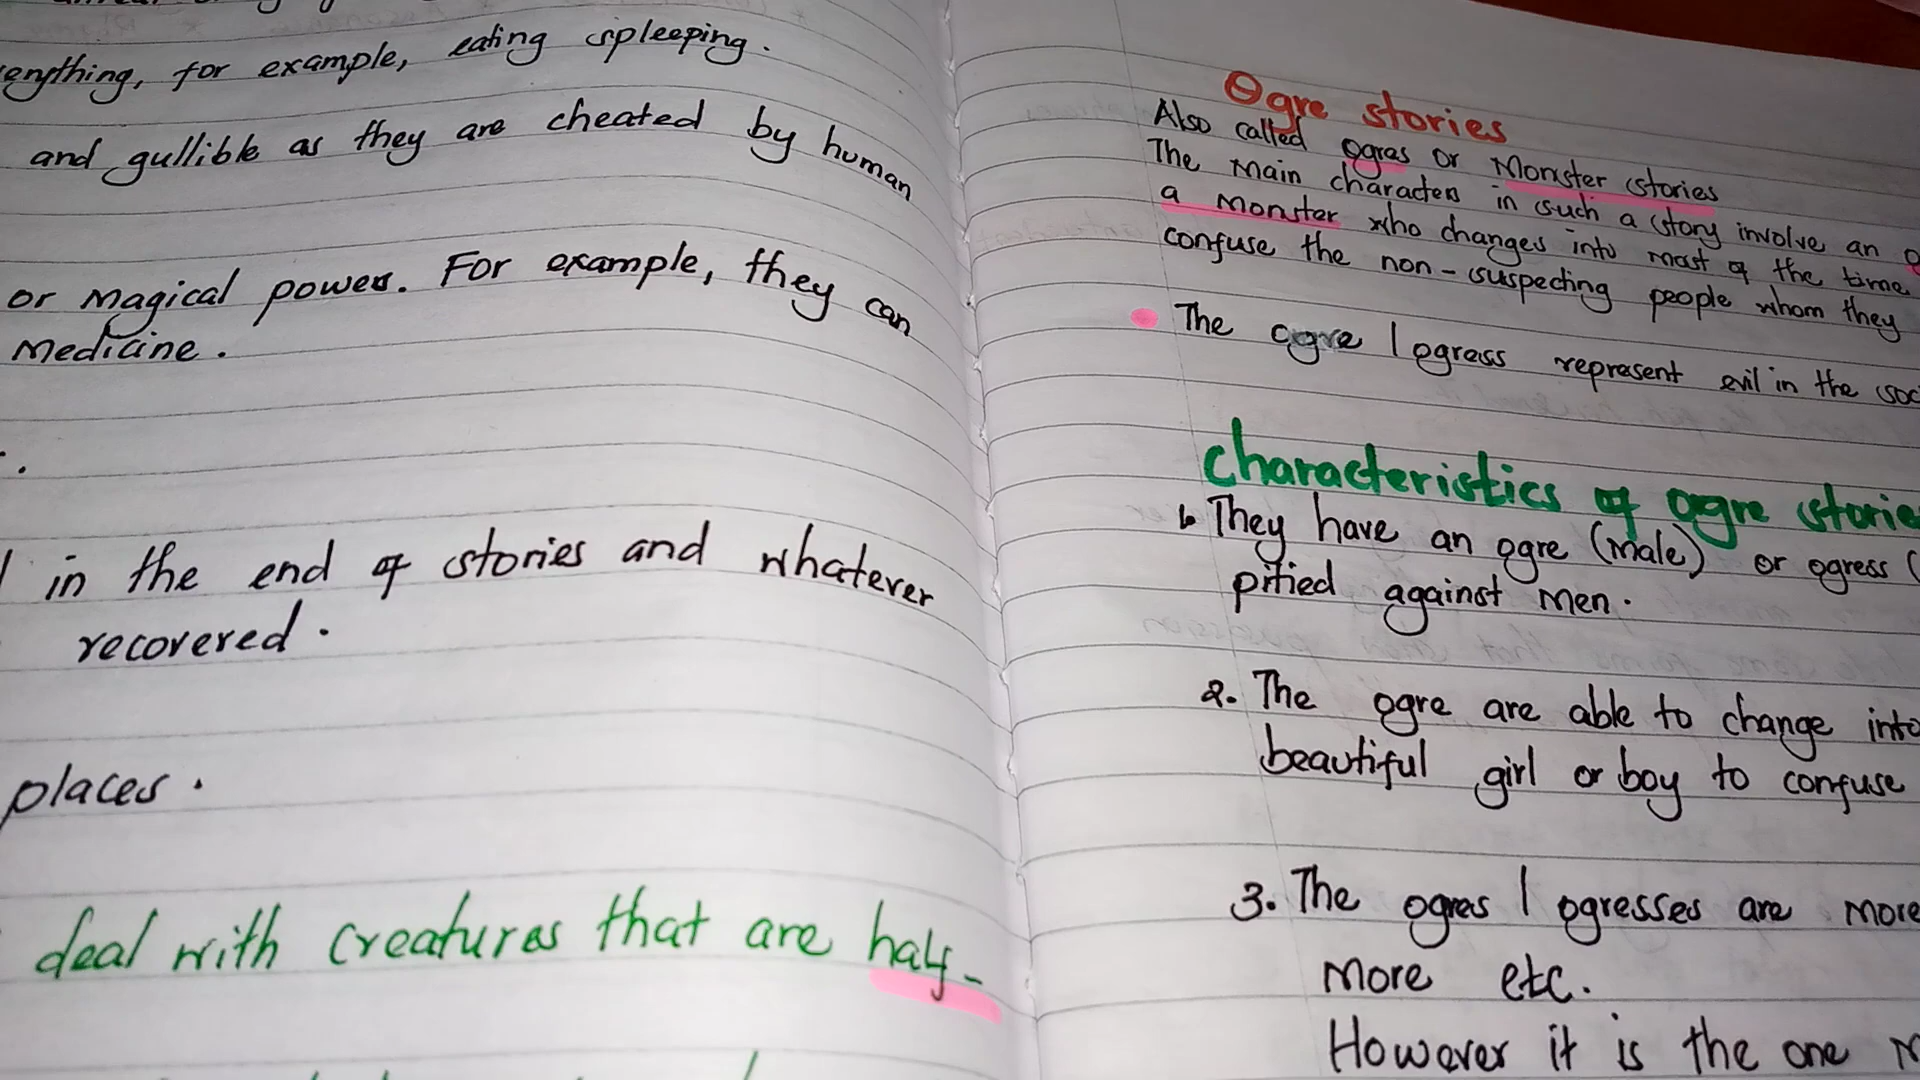 enything, for example, eating spleeping.
and gullible as they are cheated by human
or magical power. For example, they can
medicine.
in the end of stories and whatever
recovered.
places.
deal with creatures that are half-
Ogre stories
Also called ogres or Monster stories
The main characters in such a story involve an
a monster who changes into most of the time
confuse the non-suspecting people whom they
The ogre / ogress represent evil in the soc
Characteristics of ogre storie
1. They have an ogre (male) or ogress (
pitied against men.
2. The ogre are able to change into
beautiful girl or boy to confuse
3. The ogres / ogresses are more
more etc.
However it is the one